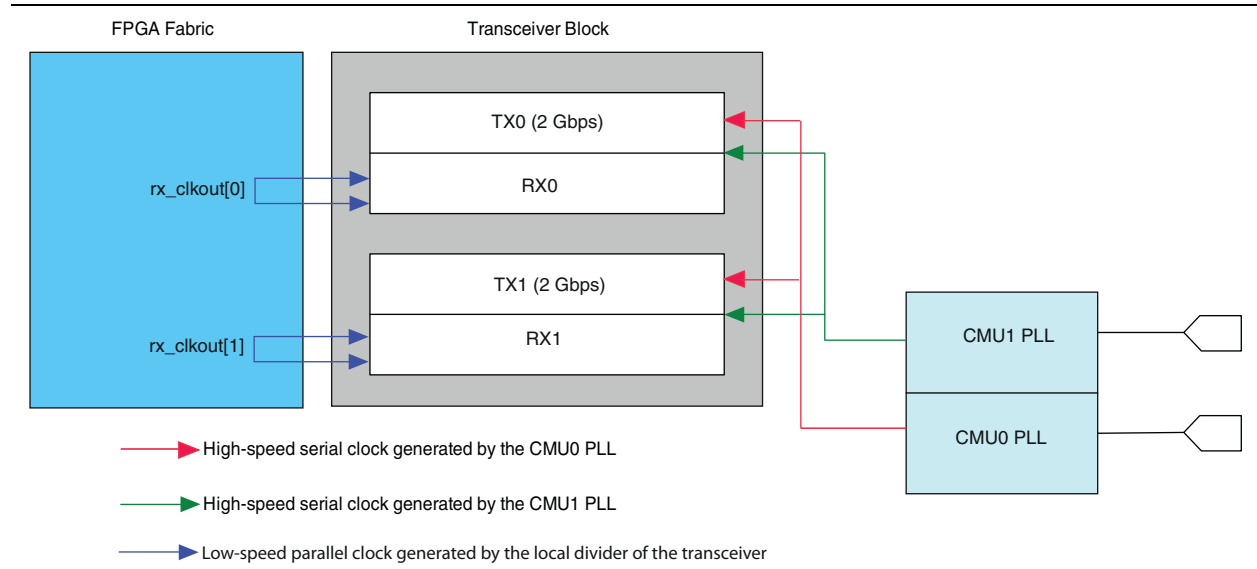 FPGA Fabric
Transceiver Block
TX0 (2 Gbps)
rx_clkout[0]
RX0
TX1 (2 Gbps)
rx_clkout[1]
RX1
CMU1 PLL
CMU0 PLL
High-speed serial clock generated by the CMU0 PLL
High-speed serial clock generated by the CMU1 PLL
Low-speed parallel clock generated by the local divider of the transceiver